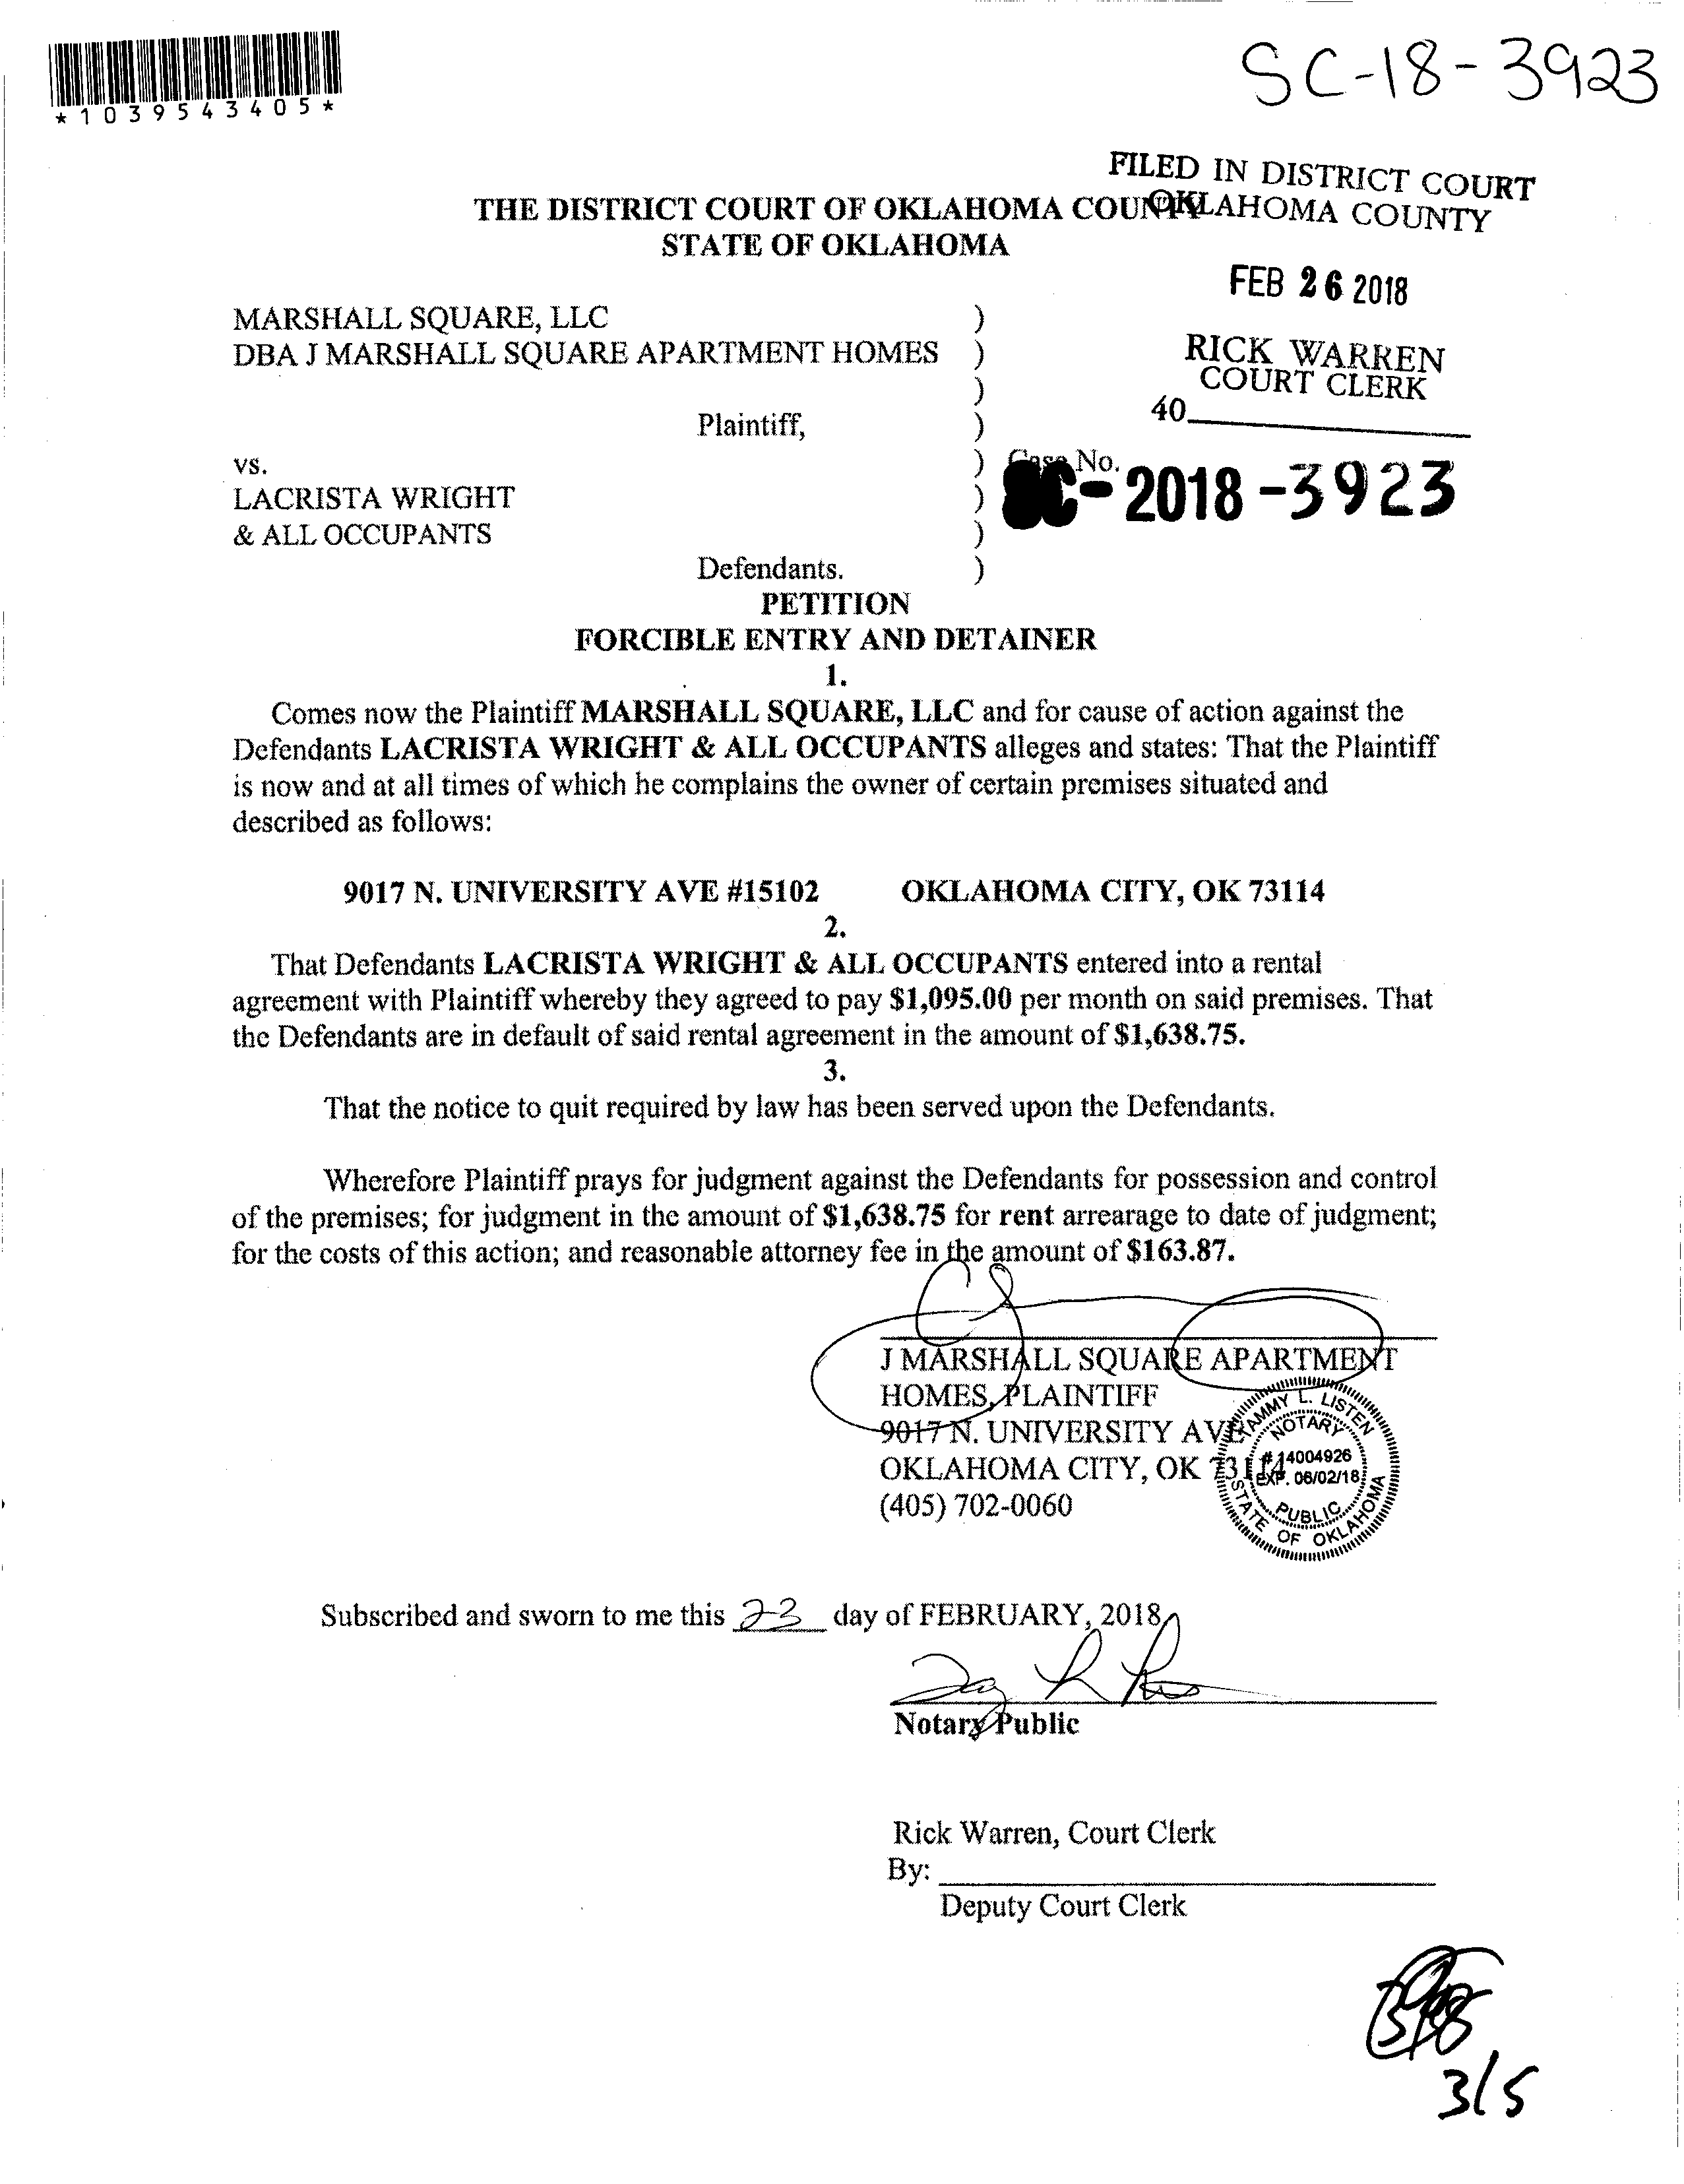 *1039543405*
SC-18-3923
FILED IN DISTRICT COURT
OKLAHOMA COUNTY
THE DISTRICT COURT OF OKLAHOMA COUNTY
STATE OF OKLAHOMA
FEB 26 2018
RICK WARREN
COURT CLERK
40
MARSHALL SQUARE, LLC )
DBA J MARSHALL SQUARE APARTMENT HOMES )
)
Plaintiff, )
vs. ) Case No.
SC-2018-3923
LACRISTA WRIGHT )
& ALL OCCUPANTS )
Defendants. )
PETITION
FORCIBLE ENTRY AND DETAINER
1.
Comes now the Plaintiff MARSHALL SQUARE, LLC and for cause of action against the
Defendants LACRISTA WRIGHT & ALL OCCUPANTS alleges and states: That the Plaintiff
is now and at all times of which he complains the owner of certain premises situated and
described as follows:
9017 N. UNIVERSITY AVE #15102 OKLAHOMA CITY, OK 73114
2.
That Defendants LACRISTA WRIGHT & ALL OCCUPANTS entered into a rental
agreement with Plaintiff whereby they agreed to pay $1,095.00 per month on said premises. That
the Defendants are in default of said rental agreement in the amount of $1,638.75.
3.
That the notice to quit required by law has been served upon the Defendants.
Wherefore Plaintiff prays for judgment against the Defendants for possession and control
of the premises; for judgment in the amount of $1,638.75 for rent arrearage to date of judgment;
for the costs of this action; and reasonable attorney fee in the amount of $163.87.
J MARSHALL SQUARE APARTMENT
HOMES, PLAINTIFF
9017 N. UNIVERSITY AVE
OKLAHOMA CITY, OK 73114
(405) 702-0060
TAMMY L. LISTEN
NOTARY
# 14004926
EXP. 06/02/18
PUBLIC
STATE OF OKLAHOMA
Subscribed and sworn to me this 23 day of FEBRUARY, 2018
Notary Public
Rick Warren, Court Clerk
By:
Deputy Court Clerk
3/5